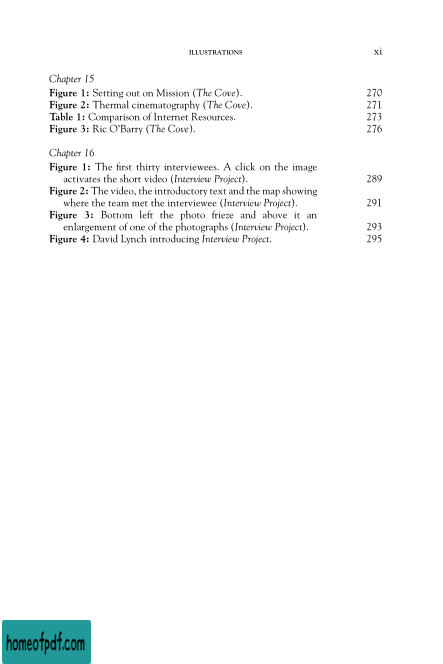 ILLUSTRATIONS xi
Chapter 15
Figure 1: Setting out on Mission (The Cove). 270
Figure 2: Thermal cinematography (The Cove). 271
Table 1: Comparison of Internet Resources. 273
Figure 3: Ric O'Barry (The Cove). 276
Chapter 16
Figure 1: The first thirty interviewees. A click on the image
activates the short video (Interview Project). 289
Figure 2: The video, the introductory text and the map showing
where the team met the interviewee (Interview Project). 291
Figure 3: Bottom left the photo frieze and above it an
enlargement of one of the photographs (Interview Project). 293
Figure 4: David Lynch introducing Interview Project. 295
homeofpdf.com